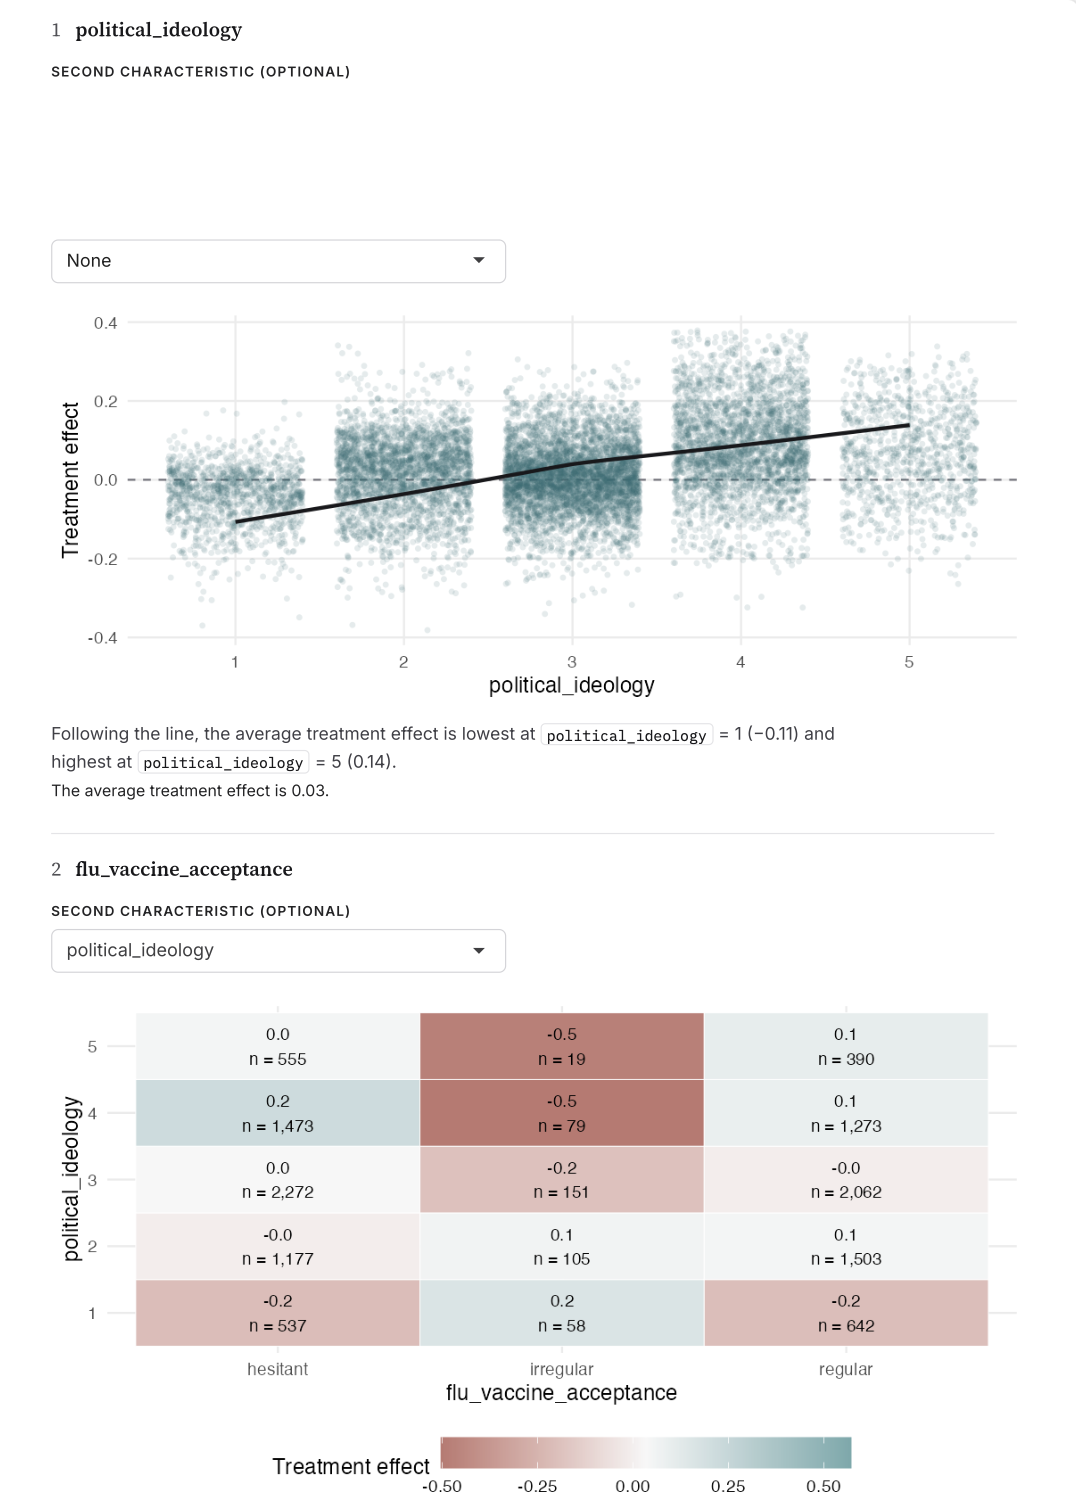 1 political_ideology
SECOND CHARACTERISTIC (OPTIONAL)
None
0.4
0.2
0.0
-0.2
-0.4
Treatment effect
1 2 3 4 5
political_ideology
Following the line, the average treatment effect is lowest at political_ideology = 1 (−0.11) and
highest at political_ideology = 5 (0.14).
The average treatment effect is 0.03.
2 flu_vaccine_acceptance
SECOND CHARACTERISTIC (OPTIONAL)
political_ideology
political_ideology
0.0 -0.5 0.1
5
n = 555 n = 19 n = 390
0.2 -0.5 0.1
4
n = 1,473 n = 79 n = 1,273
0.0 -0.2 -0.0
3
n = 2,272 n = 151 n = 2,062
-0.0 0.1 0.1
2
n = 1,177 n = 105 n = 1,503
-0.2 0.2 -0.2
1
n = 537 n = 58 n = 642
hesitant irregular regular
flu_vaccine_acceptance
Treatment effect
-0.50 -0.25 0.00 0.25 0.50